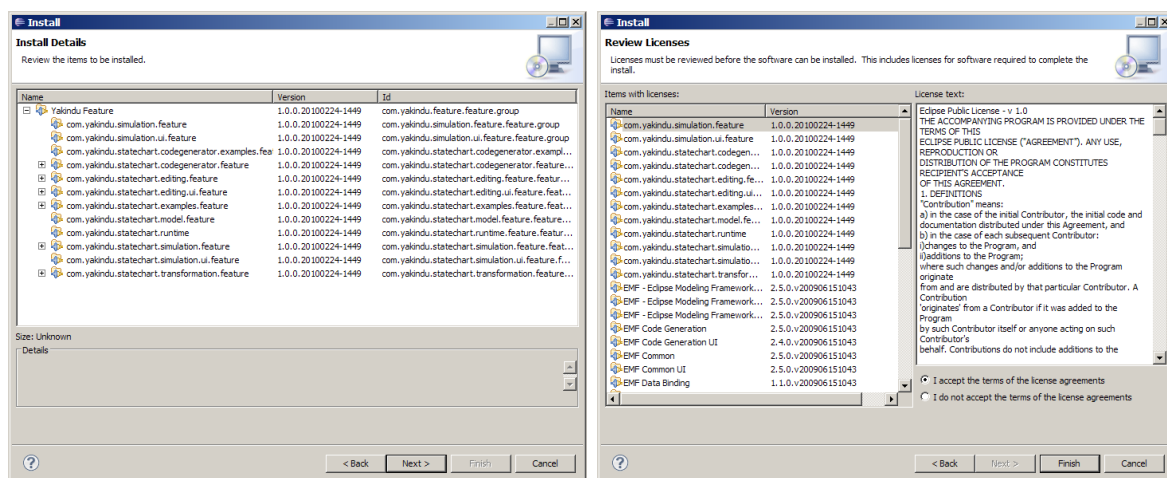 Install
Install Details
Review the items to be installed.
Name Version Id
Yakindu Feature 1.0.0.20100224-1449 com.yakindu.feature.feature.group
com.yakindu.simulation.feature 1.0.0.20100224-1449 com.yakindu.simulation.feature.feature.group
com.yakindu.simulation.ui.feature 1.0.0.20100224-1449 com.yakindu.simulation.ui.feature.feature.group
com.yakindu.statechart.codegenerator.examples.feat 1.0.0.20100224-1449 com.yakindu.statechart.codegenerator.exampl...
com.yakindu.statechart.codegenerator.feature 1.0.0.20100224-1449 com.yakindu.statechart.codegenerator.feature...
com.yakindu.statechart.editing.feature 1.0.0.20100224-1449 com.yakindu.statechart.editing.feature.featur...
com.yakindu.statechart.editing.ui.feature 1.0.0.20100224-1449 com.yakindu.statechart.editing.ui.feature.feat...
com.yakindu.statechart.examples.feature 1.0.0.20100224-1449 com.yakindu.statechart.examples.feature.feat...
com.yakindu.statechart.model.feature 1.0.0.20100224-1449 com.yakindu.statechart.model.feature.feature...
com.yakindu.statechart.runtime 1.0.0.20100224-1449 com.yakindu.statechart.runtime.feature.featur...
com.yakindu.statechart.simulation.feature 1.0.0.20100224-1449 com.yakindu.statechart.simulation.feature.feat...
com.yakindu.statechart.simulation.ui.feature 1.0.0.20100224-1449 com.yakindu.statechart.simulation.ui.feature.f...
com.yakindu.statechart.transformation.feature 1.0.0.20100224-1449 com.yakindu.statechart.transformation.feature...
Size: Unknown
Details
?
< Back Next > Finish Cancel
Install
Review Licenses
Licenses must be reviewed before the software can be installed. This includes licenses for software required to complete the
install.
Items with licenses:
Name Version
com.yakindu.simulation.feature 1.0.0.20100224-1449
com.yakindu.simulation.ui.feature 1.0.0.20100224-1449
com.yakindu.statechart.codegen... 1.0.0.20100224-1449
com.yakindu.statechart.codegen... 1.0.0.20100224-1449
com.yakindu.statechart.editing.fe... 1.0.0.20100224-1449
com.yakindu.statechart.editing.ui... 1.0.0.20100224-1449
com.yakindu.statechart.examples... 1.0.0.20100224-1449
com.yakindu.statechart.model.fe... 1.0.0.20100224-1449
com.yakindu.statechart.runtime 1.0.0.20100224-1449
com.yakindu.statechart.simulatio... 1.0.0.20100224-1449
com.yakindu.statechart.simulatio... 1.0.0.20100224-1449
com.yakindu.statechart.transfor... 1.0.0.20100224-1449
EMF - Eclipse Modeling Framework... 2.5.0.v200906151043
EMF - Eclipse Modeling Framework... 2.5.0.v200906151043
EMF - Eclipse Modeling Framework... 2.5.0.v200906151043
EMF Code Generation 2.5.0.v200906151043
EMF Code Generation UI 2.4.0.v200906151043
EMF Common 2.5.0.v200906151043
EMF Common UI 2.5.0.v200906151043
EMF Data Binding 1.1.0.v200906151043
License text:
Eclipse Public License - v 1.0
THE ACCOMPANYING PROGRAM IS PROVIDED UNDER THE
TERMS OF THIS
ECLIPSE PUBLIC LICENSE ("AGREEMENT"). ANY USE,
REPRODUCTION OR
DISTRIBUTION OF THE PROGRAM CONSTITUTES
RECIPIENT'S ACCEPTANCE
OF THIS AGREEMENT.
1. DEFINITIONS
"Contribution" means:
a) in the case of the initial Contributor, the initial code and
documentation distributed under this Agreement, and
b) in the case of each subsequent Contributor:
i)changes to the Program, and
ii)additions to the Program;
where such changes and/or additions to the Program
originate
from and are distributed by that particular Contributor. A
Contribution
'originates' from a Contributor if it was added to the
Program
by such Contributor itself or anyone acting on such
Contributor's
behalf. Contributions do not include additions to the
I accept the terms of the license agreements
I do not accept the terms of the license agreements
?
< Back Next > Finish Cancel